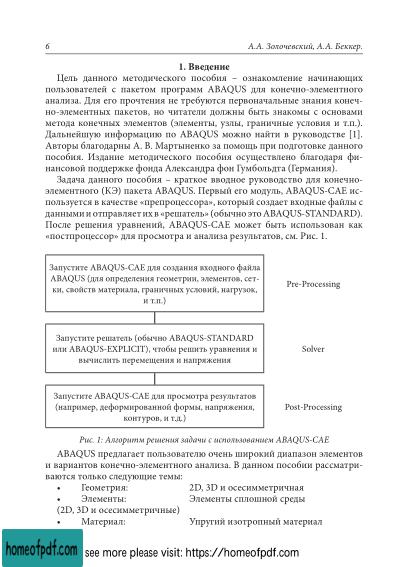 6
А.А. Золочевский, А.А. Беккер.
1. Введение
Цель данного методического пособия – ознакомление начинающих
пользователей с пакетом программ ABAQUS для конечно-элементного
анализа. Для его прочтения не требуются первоначальные знания конеч-
но-элементных пакетов, но читатели должны быть знакомы с основами
метода конечных элементов (элементы, узлы, граничные условия и т.п.).
Дальнейшую информацию по ABAQUS можно найти в руководстве [1].
Авторы благодарны А. В. Мартыненко за помощь при подготовке данного
пособия. Издание методического пособия осуществлено благодаря фи-
нансовой поддержке фонда Александра фон Гумбольдта (Германия).
Задача данного пособия – краткое вводное руководство для конечно-
элементного (КЭ) пакета ABAQUS. Первый его модуль, ABAQUS-CAE ис-
пользуется в качестве «препроцессора», который создает входные файлы с
данными и отправляет их в «решатель» (обычно это ABAQUS-STANDARD).
После решения уравнений, ABAQUS-CAE может быть использован как
«постпроцессор» для просмотра и анализа результатов, см. Рис. 1.
Запустите ABAQUS-CAE для создания входного файла
ABAQUS (для определения геометрии, элементов, сет-
ки, свойств материала, граничных условий, нагрузок,
и т.п.)
Pre-Processing
Запустите решатель (обычно ABAQUS-STANDARD
или ABAQUS-EXPLICIT), чтобы решить уравнения и
вычислить перемещения и напряжения
Solver
Запустите ABAQUS-CAE для просмотра результатов
(например, деформированной формы, напряжения,
контуров, и т.д.)
Post-Processing
Рис. 1: Алгоритм решения задачи с использованием ABAQUS-CAE
ABAQUS предлагает пользователю очень широкий диапазон элементов
и вариантов конечно-элементного анализа. В данном пособии рассматри-
ваются только следующие темы:
• Геометрия: 2D, 3D и осесимметричная
• Элементы: Элементы сплошной среды
(2D, 3D и осесимметричные)
• Материал: Упругий изотропный материал
homeofpdf.com
see more please visit: https://homeofpdf.com